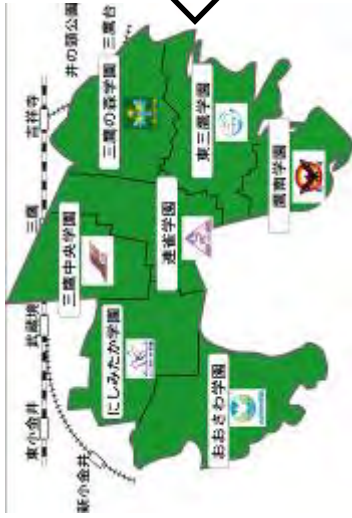 東小金井
武蔵境
三鷹
吉祥寺
井の頭公園
三鷹台
新小金井
三鷹中央学園
三鷹の森学園
にしみたか学園
連雀学園
東三鷹学園
おおさわ学園
鷹南学園